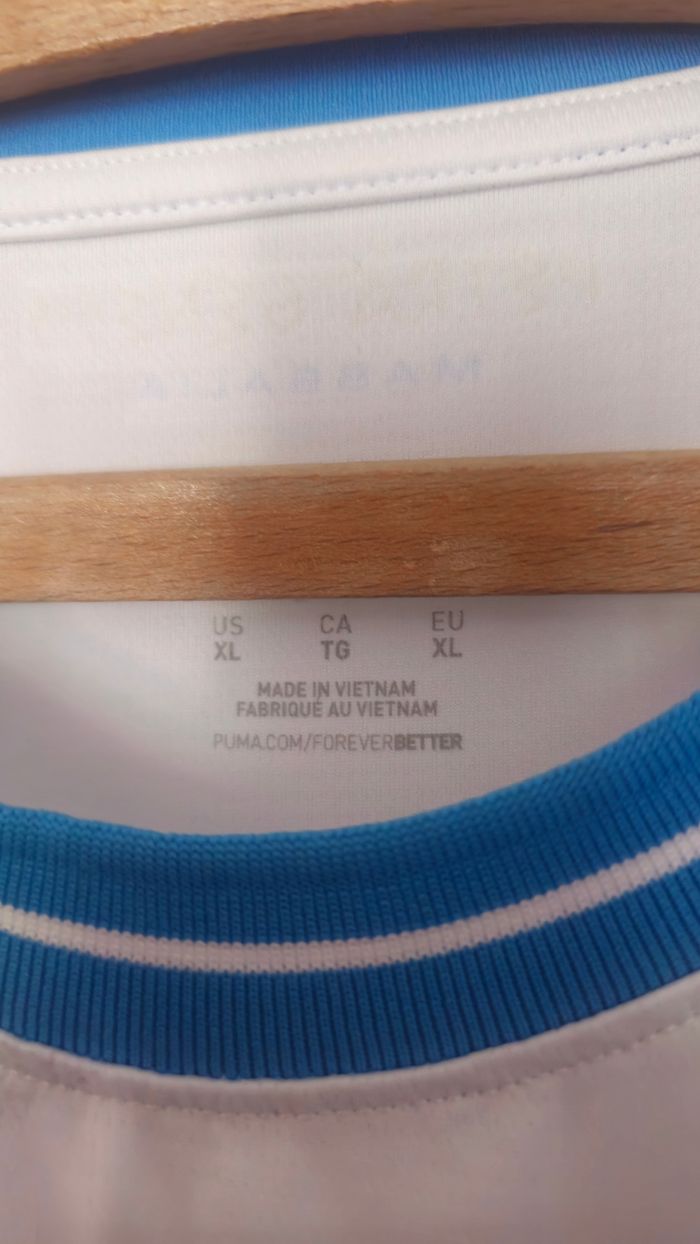 US CA EU
XL TG XL
MADE IN VIETNAM
FABRIQUÉ AU VIETNAM
PUMA.COM/FOREVERBETTER